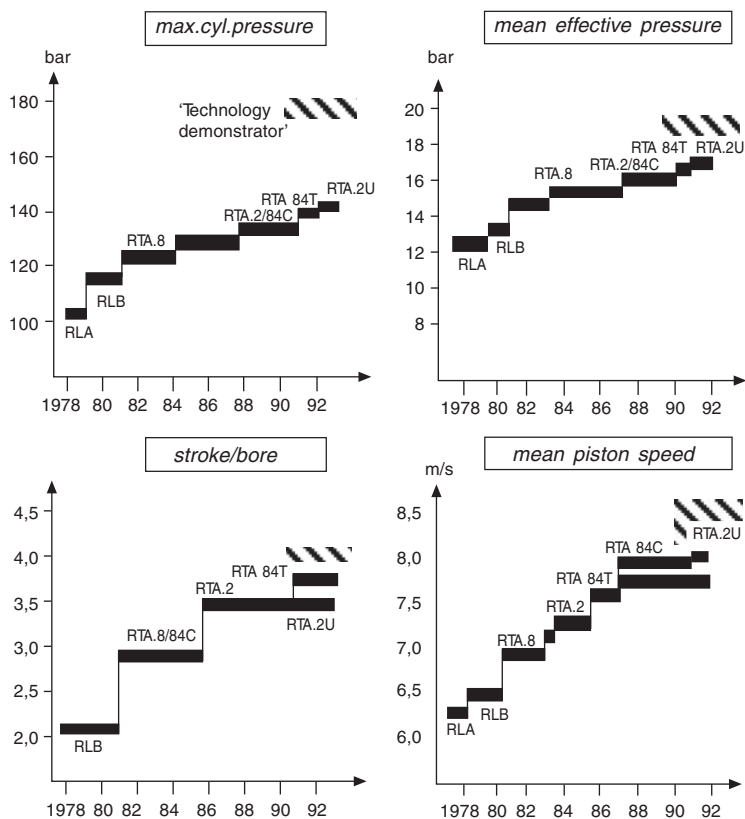 max.cyl.pressure
bar
180
'Technology
demonstrator'
160
RTA.2U
RTA 84T
140
RTA.2/84C
RTA.8
120
RLB
100
RLA
1978 80 82 84 86 88 90 92
mean effective pressure
bar
20
18
RTA 84T RTA.2U
RTA.2/84C
16
RTA.8
14
RLB
12
RLA
10
8
1978 80 82 84 86 88 90 92
stroke/bore
4,5
4,0
RTA 84T
RTA.2
3,5
RTA.2U
RTA.8/84C
3,0
2,5
2,0
RLB
1978 80 82 84 86 88 90 92
mean piston speed
m/s
8,5
RTA.2U
RTA 84C
8,0
RTA 84T
7,5
RTA.2
7,0
RTA.8
6,5
RLB
RLA
6,0
1978 80 82 84 86 88 90 92